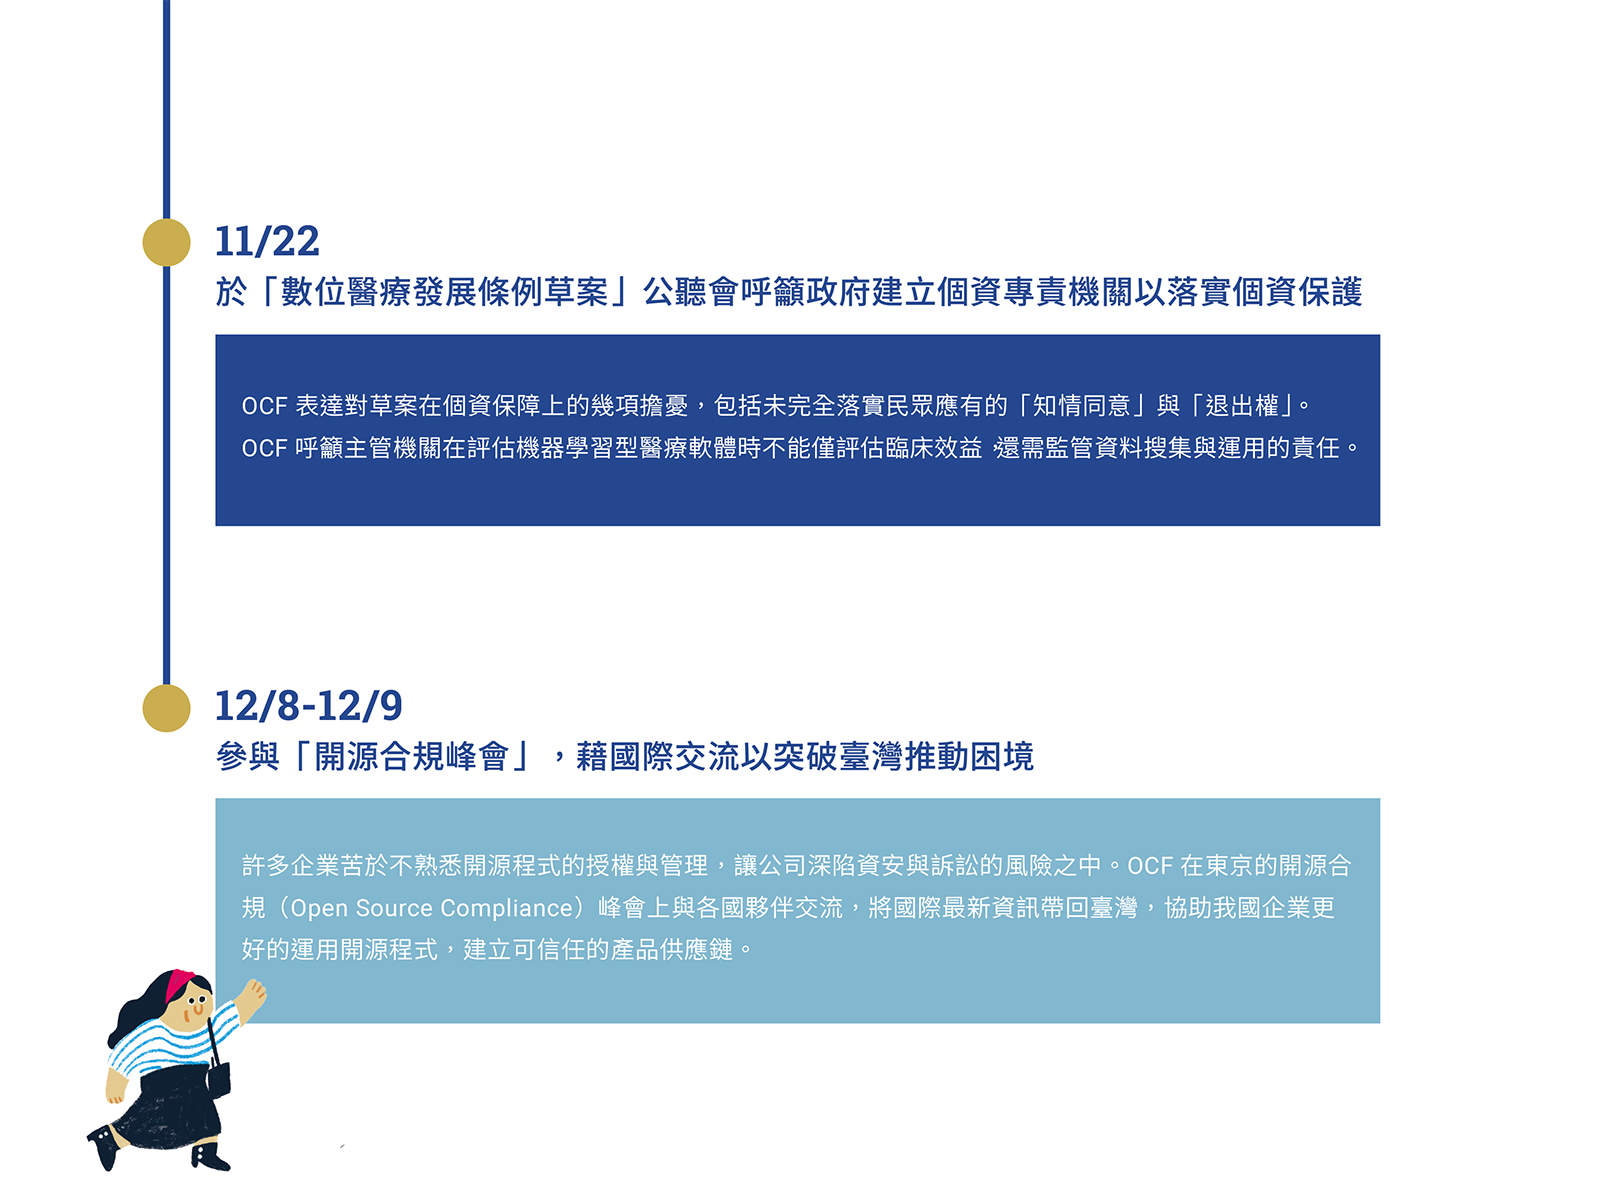 11/22
於「數位醫療發展條例草案」公聽會呼籲政府建立個資專責機關以落實個資保護
OCF 表達對草案在個資保障上的幾項擔憂，包括未完全落實民眾應有的「知情同意」與「退出權」。
OCF 呼籲主管機關在評估機器學習型醫療軟體時不能僅評估臨床效益，還需監管資料搜集與運用的責任。
12/8-12/9
參與「開源合規峰會」，藉國際交流以突破臺灣推動困境
許多企業苦於不熟悉開源程式的授權與管理，讓公司深陷資安與訴訟的風險之中。OCF 在東京的開源合
規（Open Source Compliance）峰會上與各國夥伴交流，將國際最新資訊帶回臺灣，協助我國企業更
好的運用開源程式，建立可信任的產品供應鏈。